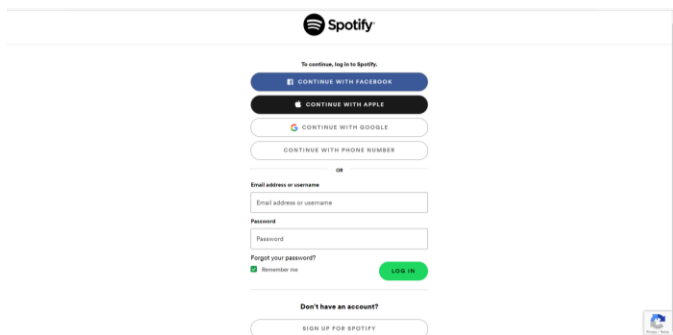 Spotify
To continue, log in to Spotify.
CONTINUE WITH FACEBOOK
CONTINUE WITH APPLE
CONTINUE WITH GOOGLE
CONTINUE WITH PHONE NUMBER
OR
Email address or username
Email address or username
Password
Password
Forgot your password?
Remember me
LOG IN
Don't have an account?
SIGN UP FOR SPOTIFY
Privacy - Terms